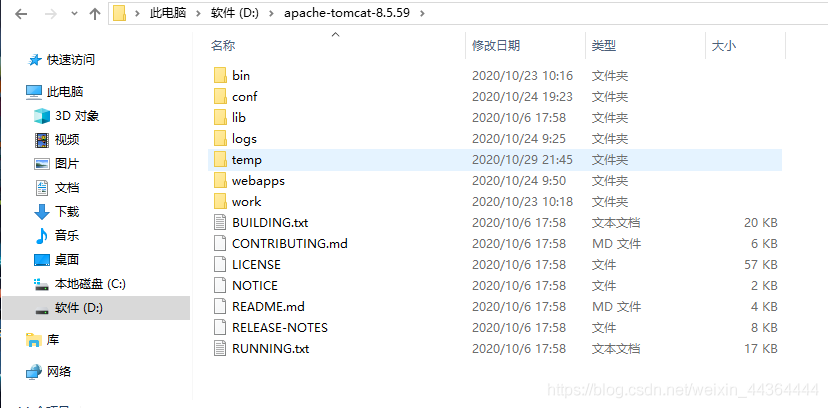 此电脑 > 软件 (D:) > apache-tomcat-8.5.59 >
名称 修改日期 类型 大小
快速访问
此电脑
3D 对象
视频
图片
文档
下载
音乐
桌面
本地磁盘 (C:)
软件 (D:)
库
网络
bin 2020/10/23 10:16 文件夹
conf 2020/10/24 19:23 文件夹
lib 2020/10/6 17:58 文件夹
logs 2020/10/24 9:25 文件夹
temp 2020/10/29 21:45 文件夹
webapps 2020/10/24 9:50 文件夹
work 2020/10/23 10:18 文件夹
BUILDING.txt 2020/10/6 17:58 文本文档 20 KB
CONTRIBUTING.md 2020/10/6 17:58 MD 文件 6 KB
LICENSE 2020/10/6 17:58 文件 57 KB
NOTICE 2020/10/6 17:58 文件 2 KB
README.md 2020/10/6 17:58 MD 文件 4 KB
RELEASE-NOTES 2020/10/6 17:58 文件 8 KB
RUNNING.txt 2020/10/6 17:58 文本文档 17 KB
https://blog.csdn.net/weixin_44364444